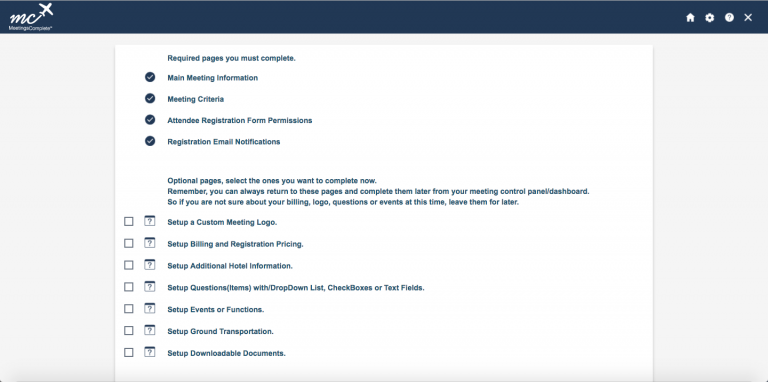 mc
MeetingsComplete®
Required pages you must complete.
Main Meeting Information
Meeting Criteria
Attendee Registration Form Permissions
Registration Email Notifications
Optional pages, select the ones you want to complete now.
Remember, you can always return to these pages and complete them later from your meeting control panel/dashboard.
So if you are not sure about your billing, logo, questions or events at this time, leave them for later.
? Setup a Custom Meeting Logo.
? Setup Billing and Registration Pricing.
? Setup Additional Hotel Information.
? Setup Questions(Items) with/DropDown List, CheckBoxes or Text Fields.
? Setup Events or Functions.
? Setup Ground Transportation.
? Setup Downloadable Documents.